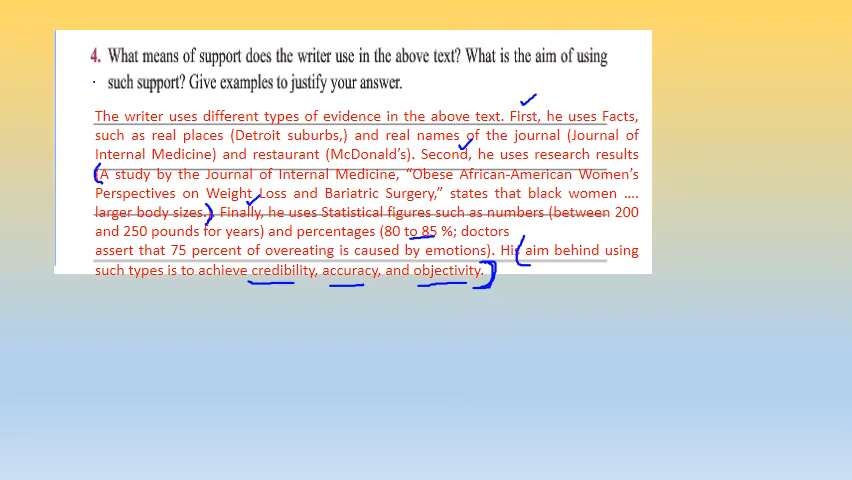 4. What means of support does the writer use in the above text? What is the aim of using
such support? Give examples to justify your answer.
The writer uses different types of evidence in the above text. First, he uses Facts,
such as real places (Detroit suburbs,) and real names of the journal (Journal of
Internal Medicine) and restaurant (McDonald's). Second, he uses research results
(A study by the Journal of Internal Medicine, "Obese African-American Women's
Perspectives on Weight Loss and Bariatric Surgery," states that black women ....
larger body sizes.) Finally, he uses Statistical figures such as numbers (between 200
and 250 pounds for years) and percentages (80 to 85 %; doctors
assert that 75 percent of overeating is caused by emotions). His aim behind using
such types is to achieve credibility, accuracy, and objectivity.